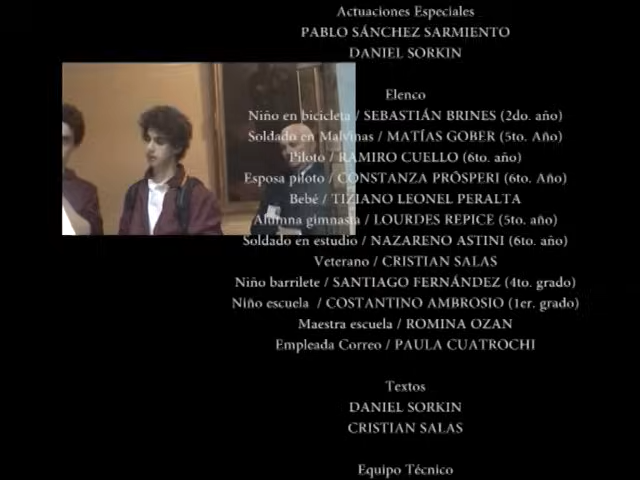 Actuaciones Especiales
PABLO SÁNCHEZ SARMIENTO
DANIEL SORKIN
Elenco
Niño en bicicleta / SEBASTIÁN BRINES (2do. año)
Soldado en Malvinas / MATÍAS GOBER (5to. Año)
Piloto / RAMIRO CUELLO (6to. año)
Esposa piloto / CONSTANZA PRÓSPERI (6to. Año)
Bebé / TIZIANO LEONEL PERALTA
Alumna gimnasta / LOURDES REPICE (5to. año)
Soldado en estudio / NAZARENO ASTINI (6to. año)
Veterano / CRISTIAN SALAS
Niño barrilete / SANTIAGO FERNÁNDEZ (4to. grado)
Niño escuela / COSTANTINO AMBROSIO (1er. grado)
Maestra escuela / ROMINA OZAN
Empleada Correo / PAULA CUATROCHI
Textos
DANIEL SORKIN
CRISTIAN SALAS
Equipo Técnico